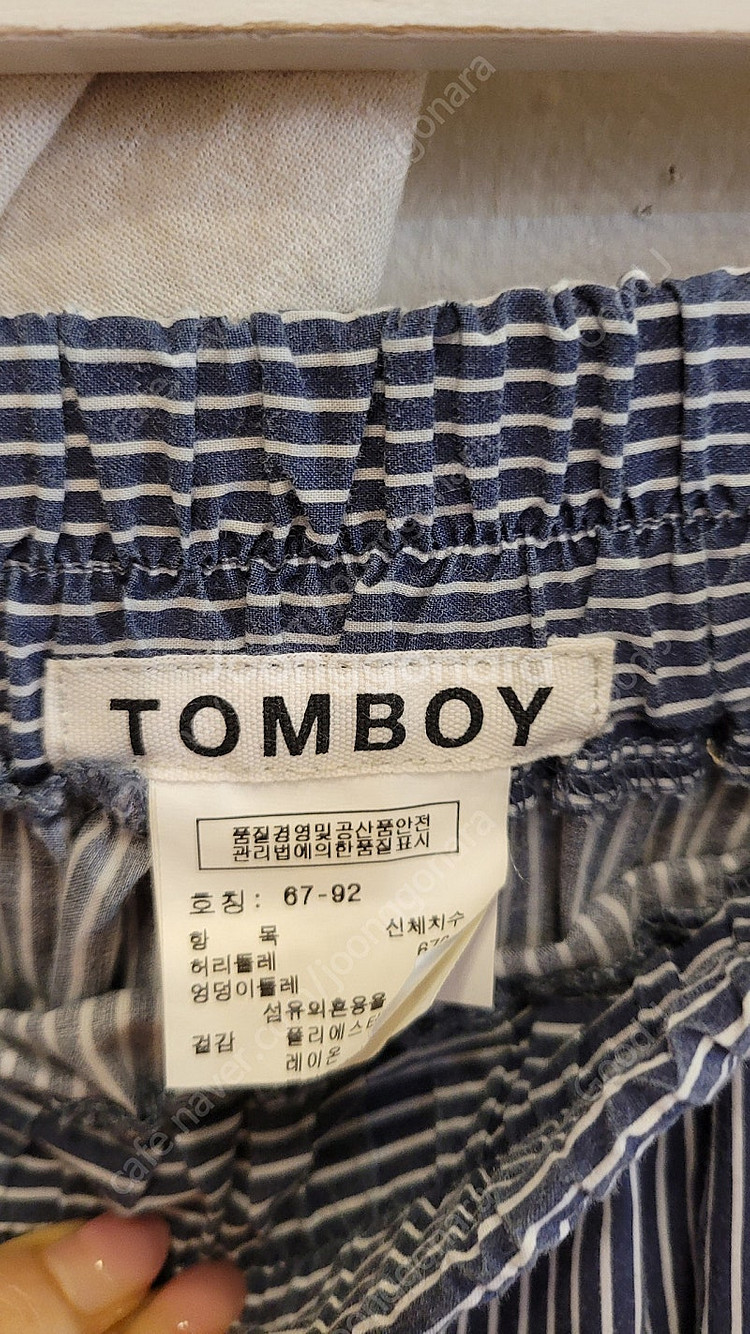 TOMBOY
품질경영및공산품안전
관리법에의한품질표시
호칭: 67-92
항 목 신체치수
허리둘레
엉덩이둘레
섬유의혼용율
겉감
레이온